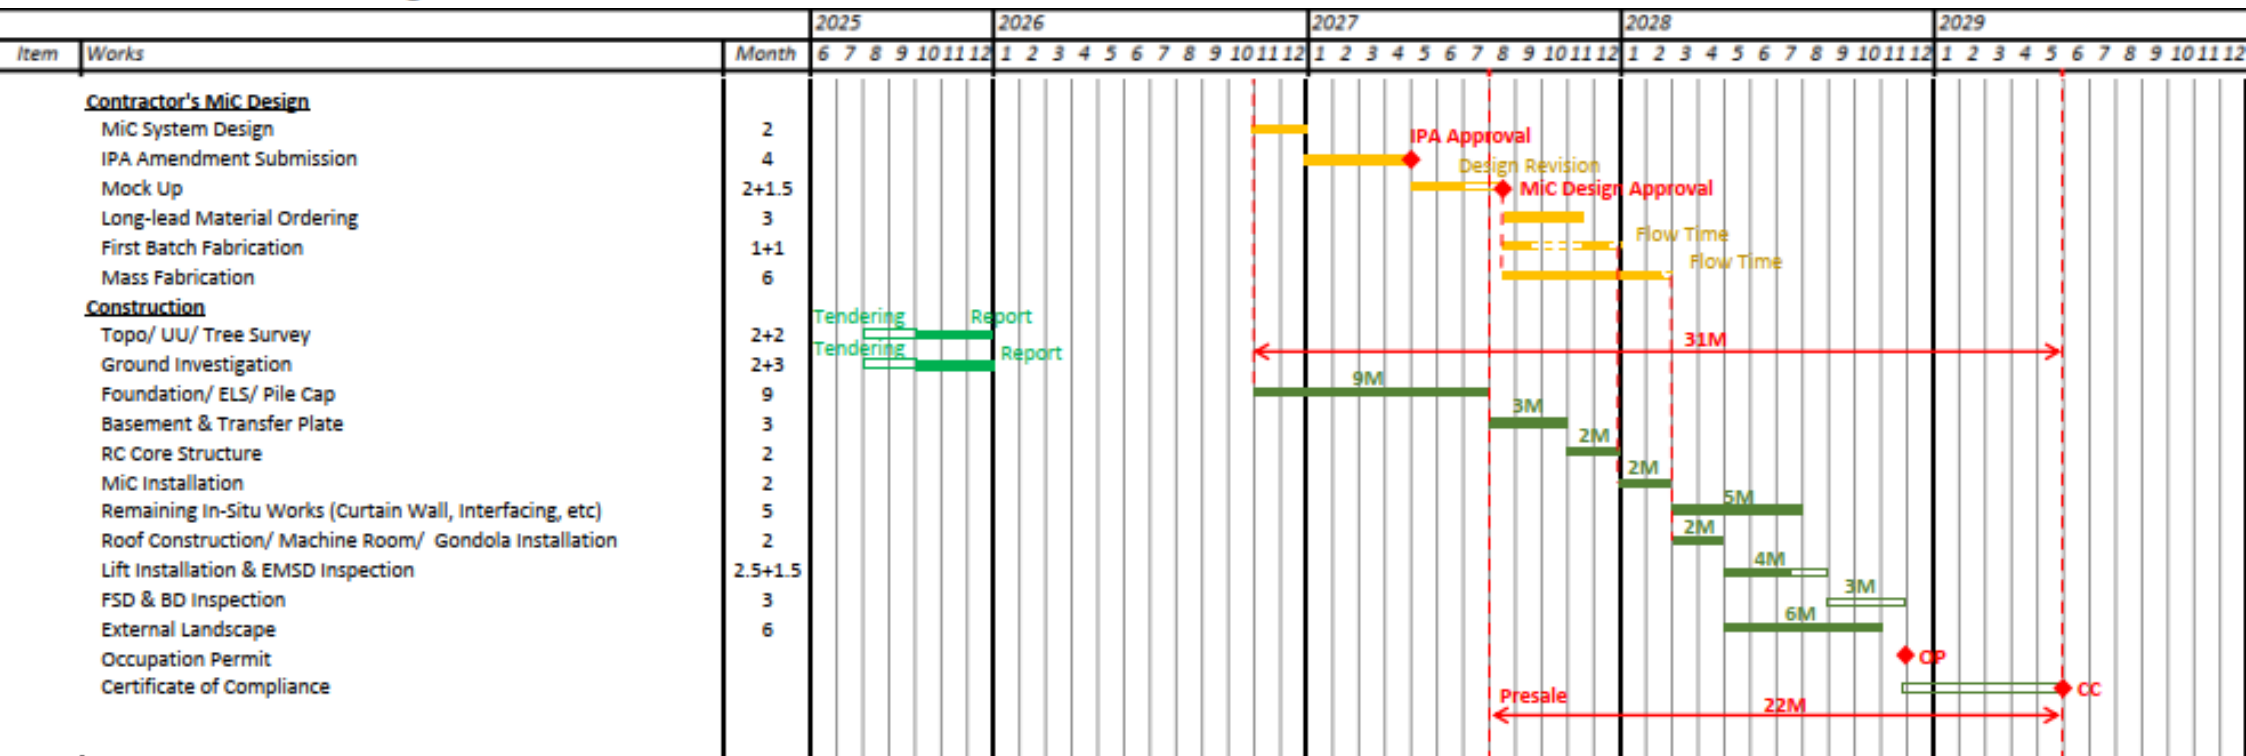 2025 2026 2027 2028 2029
Item Works Month 6 7 8 9 10 11 12 1 2 3 4 5 6 7 8 9 10 11 12 1 2 3 4 5 6 7 8 9 10 11 12 1 2 3 4 5 6 7 8 9 10 11 12 1 2 3 4 5 6 7 8 9 10 11 12
Contractor's MiC Design
MiC System Design 2
IPA Approval
IPA Amendment Submission 4
Design Revision
Mock Up 2+1.5 MiC Design Approval
Long-lead Material Ordering 3
First Batch Fabrication 1+1 Flow Time
Mass Fabrication 6 Flow Time
Construction
Tendering Report
Topo/ UU/ Tree Survey 2+2 31M
Tendering Report
Ground Investigation 2+3
9M
Foundation/ ELS/ Pile Cap 9
3M
Basement & Transfer Plate 3
2M
RC Core Structure 2
2M
MiC Installation 2
5M
Remaining In-Situ Works (Curtain Wall, Interfacing, etc) 5
2M
Roof Construction/ Machine Room/ Gondola Installation 2
4M
Lift Installation & EMSD Inspection 2.5+1.5
3M
FSD & BD Inspection 3
6M
External Landscape 6
Occupation Permit OP
Certificate of Compliance CC
Presale 22M